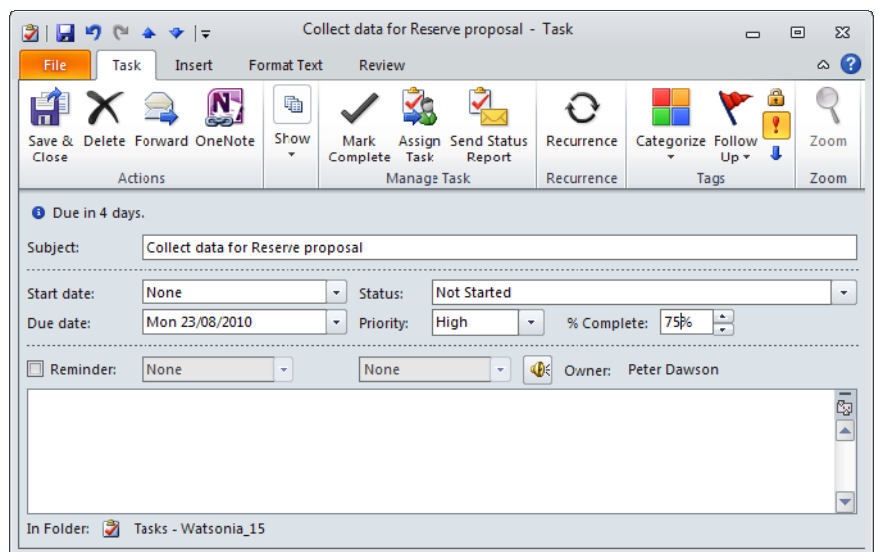 Collect data for Reserve proposal - Task
File Task Insert Format Text Review
Save & Close Delete Forward OneNote Show Mark Complete Assign Task Send Status Report Recurrence Categorize Follow Up Zoom
Actions Manage Task Recurrence Tags Zoom
Due in 4 days.
Subject: Collect data for Reserve proposal
Start date: None Status: Not Started
Due date: Mon 23/08/2010 Priority: High % Complete: 75%
Reminder: None None Owner: Peter Dawson
In Folder: Tasks - Watsonia_15